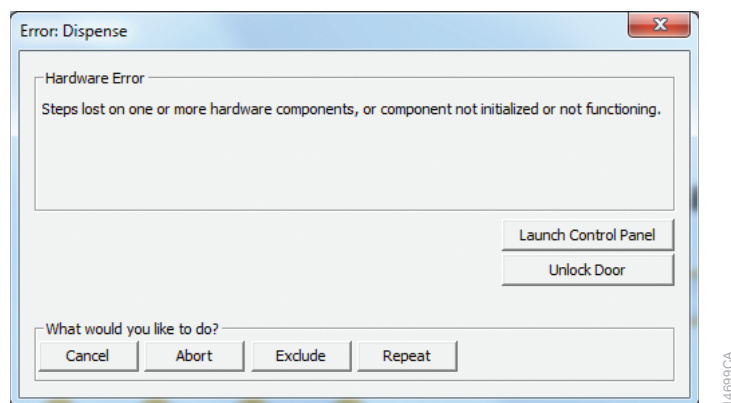 Error: Dispense
Hardware Error
Steps lost on one or more hardware components, or component not initialized or not functioning.
Launch Control Panel
Unlock Door
What would you like to do?
Cancel Abort Exclude Repeat
14699CA